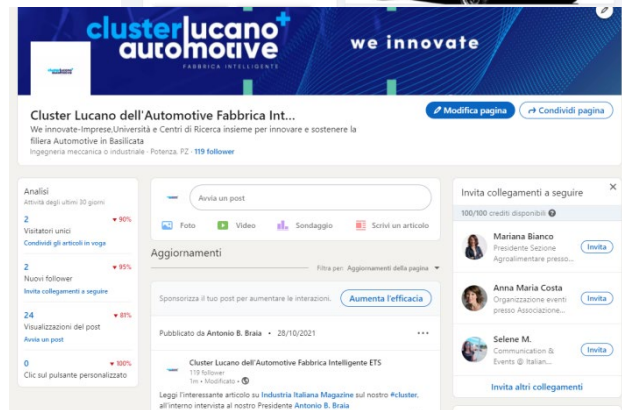 clusterlucano+
automotive
FABBRICA INTELLIGENTE
we innovate
Cluster Lucano dell'Automotive Fabbrica Int...
We innovate-Imprese,Università e Centri di Ricerca insieme per innovare e sostenere la
filiera Automotive in Basilicata
Ingegneria meccanica o industriale · Potenza, PZ · 119 follower
Modifica pagina
Condividi pagina
Analisi
Attività degli ultimi 30 giorni
2 ▼ 90%
Visitatori unici
Condividi gli articoli in voga
2 ▼ 95%
Nuovi follower
Invita collegamenti a seguire
24 ▼ 81%
Visualizzazioni del post
Avvia un post
0 ▼ 100%
Clic sul pulsante personalizzato
Avvia un post
Foto
Video
Sondaggio
Scrivi un articolo
Aggiornamenti
Filtra per: Aggiornamenti della pagina
Sponsorizza il tuo post per aumentare le interazioni.
Aumenta l'efficacia
Pubblicato da Antonio B. Braia • 28/10/2021
Cluster Lucano dell'Automotive Fabbrica Intelligente ETS
119 follower
1m • Modificato •
Leggi l'interessante articolo su Industria Italiana Magazine sul nostro #cluster.
all'interno intervista al nostro Presidente Antonio B. Braia
Invita collegamenti a seguire
100/100 crediti disponibili
Mariana Bianco
Presidente Sezione
Agroalimentare presso...
Invita
Anna Maria Costa
Organizzazione eventi
presso Associazione...
Invita
Selene M.
Communication &
Events @ Italian...
Invita
Invita altri collegamenti